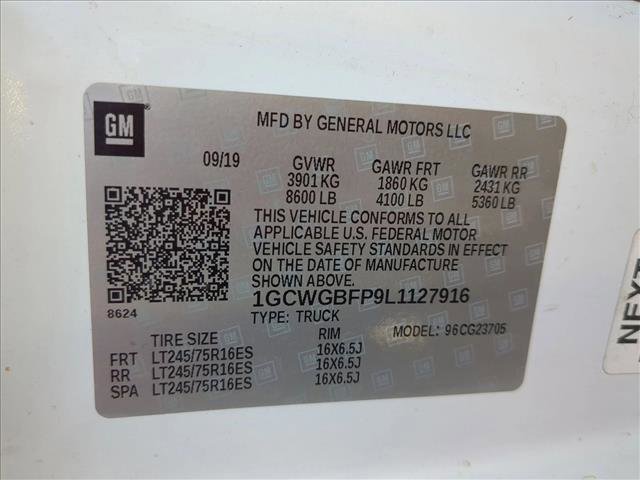 GM
MFD BY GENERAL MOTORS LLC
09/19 GVWR GAWR FRT GAWR RR
3901 KG 1860 KG 2431 KG
8600 LB 4100 LB 5360 LB
THIS VEHICLE CONFORMS TO ALL
APPLICABLE U.S. FEDERAL MOTOR
VEHICLE SAFETY STANDARDS IN EFFECT
ON THE DATE OF MANUFACTURE
SHOWN ABOVE.
1GCWGBFP9L1127916
8624
TYPE: TRUCK MODEL: 96CG23705
TIRE SIZE RIM
FRT LT245/75R16ES 16X6.5J
RR LT245/75R16ES 16X6.5J
SPA LT245/75R16ES 16X6.5J
NEXT